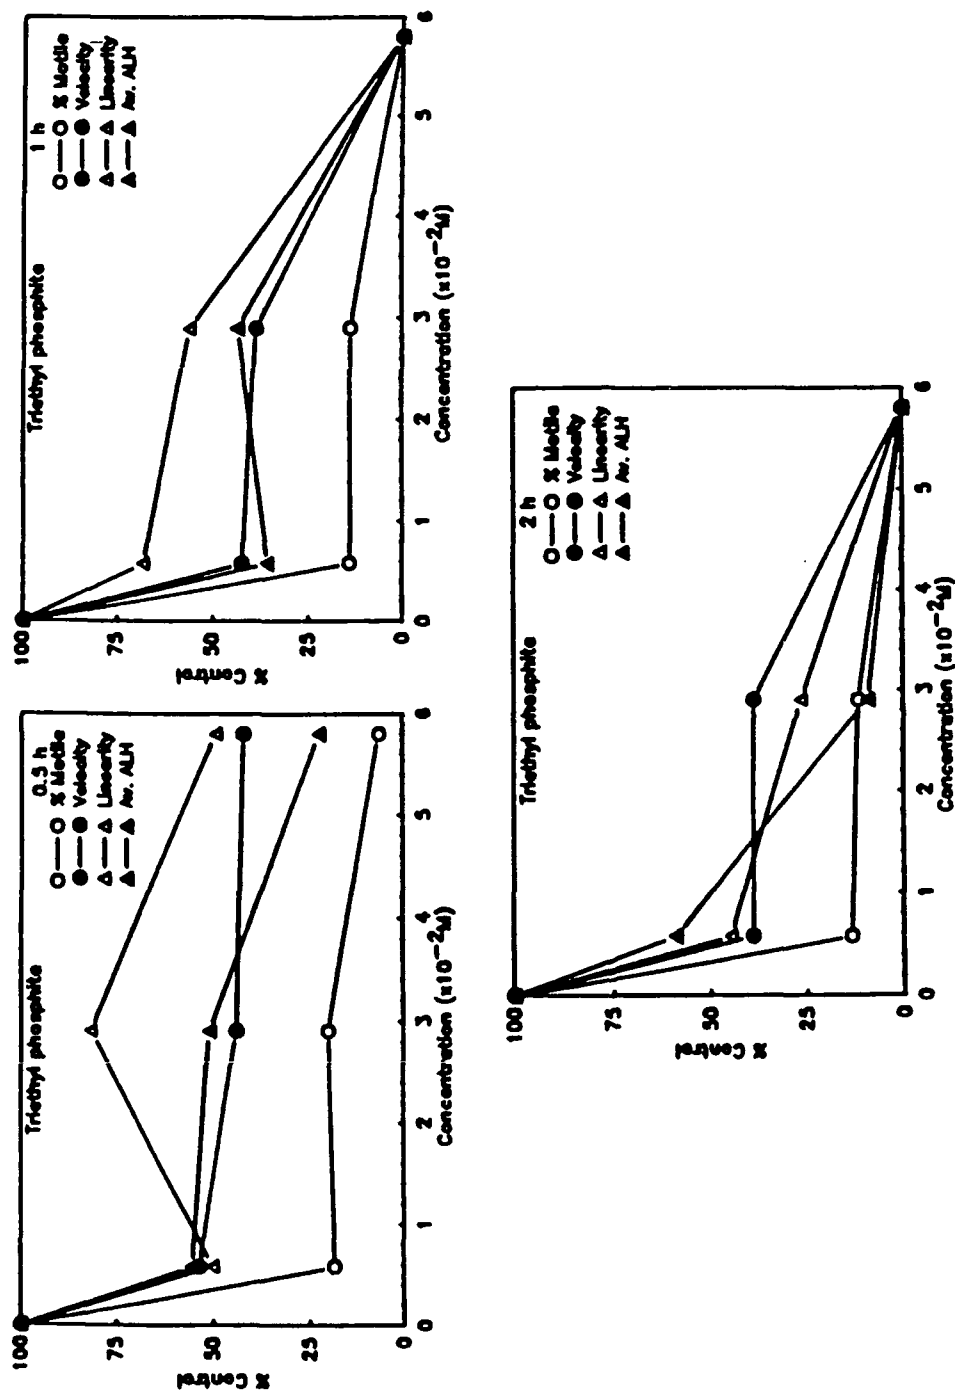 Triethyl phosphite
0.5 h
% Motile
Velocity
Linearity
Av. ALH
100
75
50
25
0
% Control
0 1 2 3 4 5 6
Concentration (x10⁻²M)
Triethyl phosphite
1 h
% Motile
Velocity
Linearity
Av. ALH
100
75
50
25
0
% Control
0 1 2 3 4 5 6
Concentration (x10⁻²M)
Triethyl phosphite
2 h
% Motile
Velocity
Linearity
Av. ALH
100
75
50
25
0
% Control
0 1 2 3 4 5 6
Concentration (x10⁻²M)